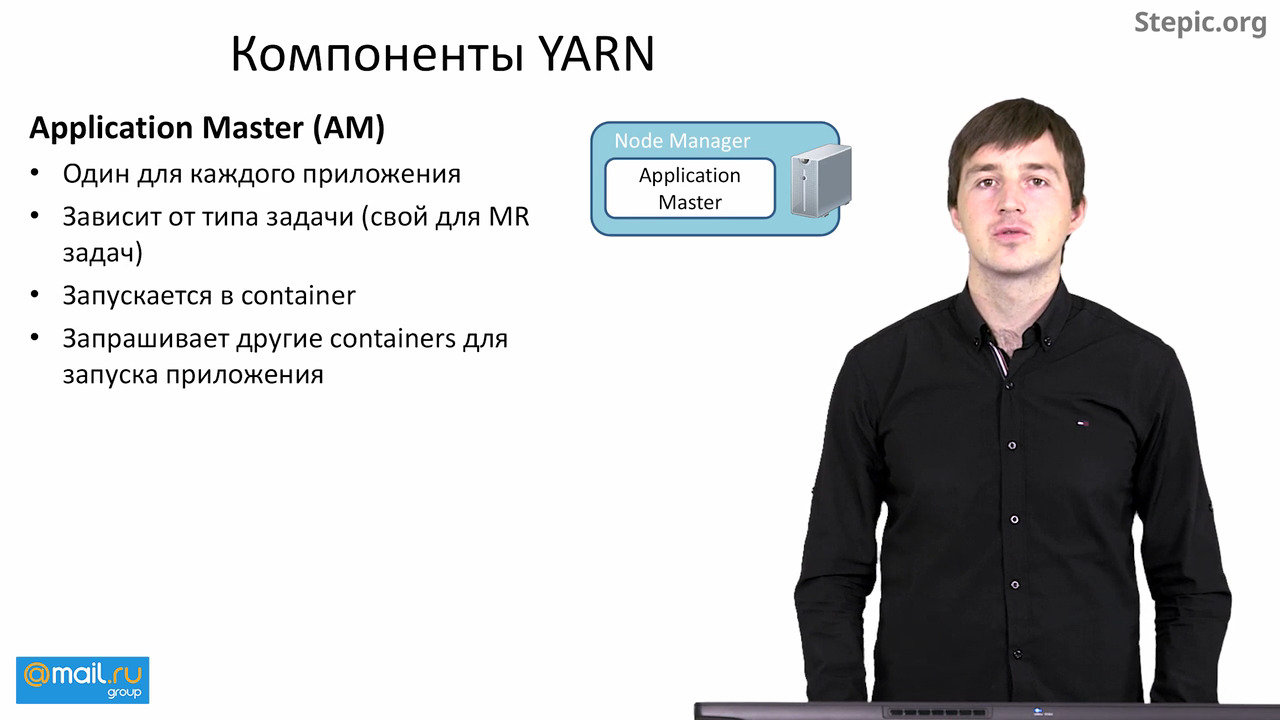 Stepic.org
Компоненты YARN
Application Master (AM)
• Один для каждого приложения
• Зависит от типа задачи (свой для MR
задач)
• Запускается в container
• Запрашивает другие containers для
запуска приложения
Node Manager
Application
Master
@mail.ru
group